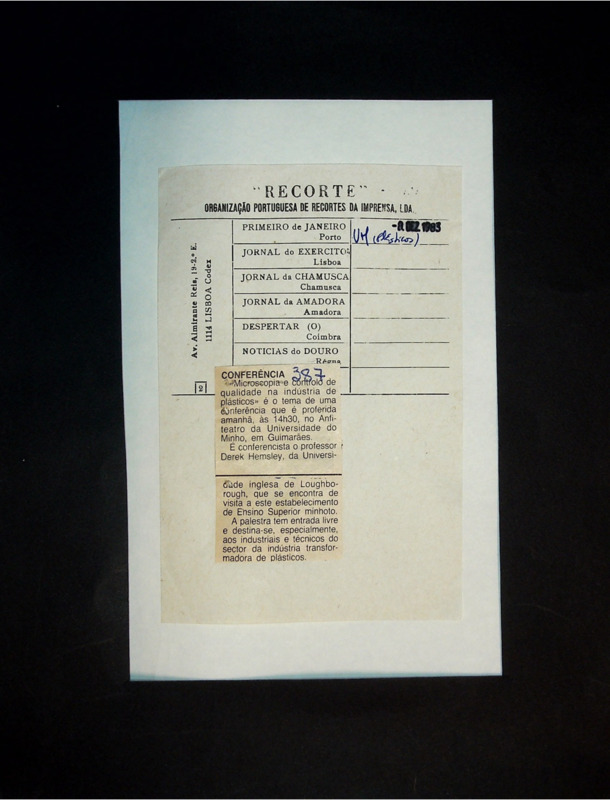 "RECORTE"
ORGANIZAÇÃO PORTUGUESA DE RECORTES DA IMPRENSA, LDA.
Av. Almirante Reis, 19-2.º E.
1114 LISBOA Codex
PRIMEIRO de JANEIRO
Porto
DEZ. 1983
UM (Plásticos)
JORNAL do EXERCITO
Lisboa
JORNAL da CHAMUSCA
Chamusca
JORNAL da AMADORA
Amadora
DESPERTAR (O)
Coimbra
NOTICIAS do DOURO
Régua
CONFERÊNCIA 387
«Microscopia e controlo de
qualidade na indústria de
plásticos» é o tema de uma
conferência que é proferida
amanhã, às 14h30, no Anfi-
teatro da Universidade do
Minho, em Guimarães.
É conferencista o professor
Derek Hemsley, da Universi-
dade inglesa de Loughbo-
rough, que se encontra de
visita a este estabelecimento
de Ensino Superior minhoto.
A palestra tem entrada livre
e destina-se, especialmente,
aos industriais e técnicos do
sector da indústria transfor-
madora de plásticos.